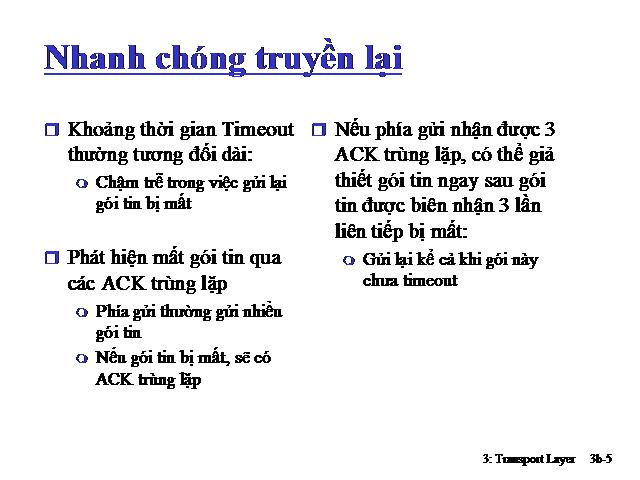 Nhanh chóng truyền lại
Khoảng thời gian Timeout
thường tương đối dài:
Chậm trễ trong việc gửi lại
gói tin bị mất
Phát hiện mất gói tin qua
các ACK trùng lặp
Phía gửi thường gửi nhiều
gói tin
Nếu gói tin bị mất, sẽ có
ACK trùng lặp
Nếu phía gửi nhận được 3
ACK trùng lặp, có thể giả
thiết gói tin ngay sau gói
tin được biên nhận 3 lần
liên tiếp bị mất:
Gửi lại kể cả khi gói này
chưa timeout
3: Transport Layer 3b-5